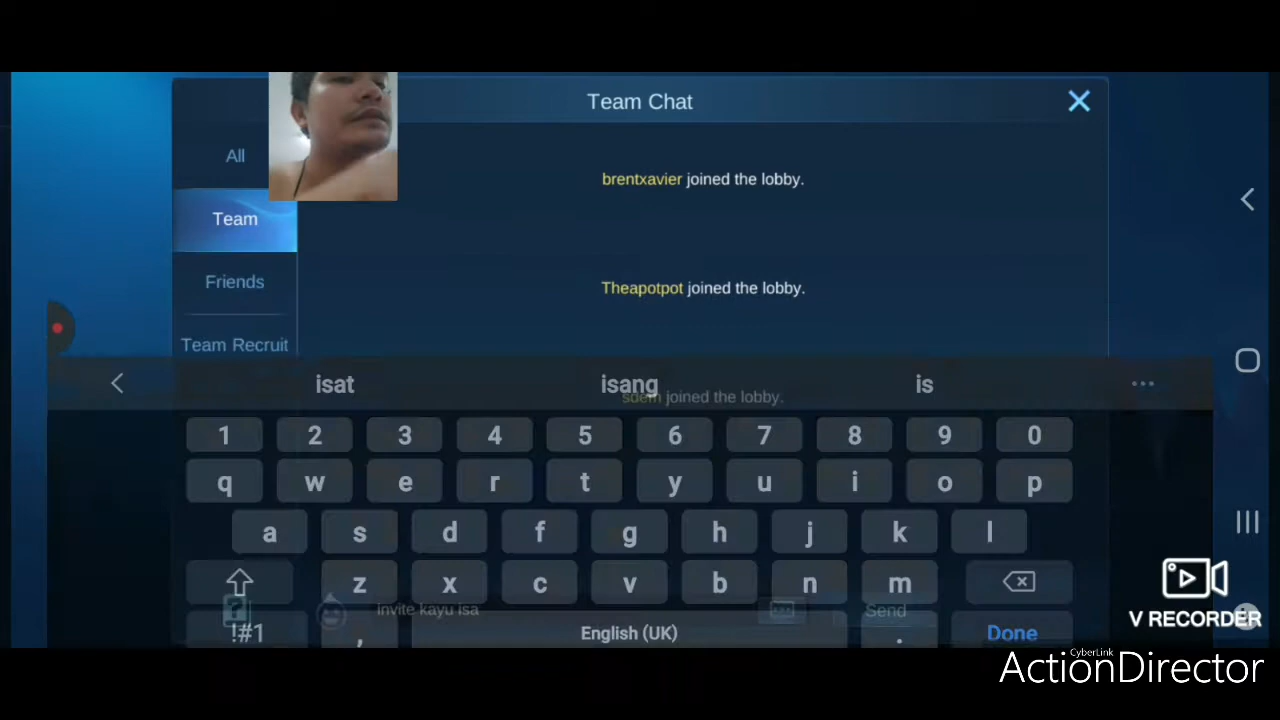 Team Chat
All
brentxavier joined the lobby.
Team
Friends
Theapotpot joined the lobby.
Team Recruit
isat isang is ...
sdem joined the lobby.
1 2 3 4 5 6 7 8 9 0
q w e r t y u i o p
a s d f g h j k l
z x c v b n m
invite kayu isa
Send
!#1 , English (UK) . Done
V RECORDER
CyberLink
ActionDirector